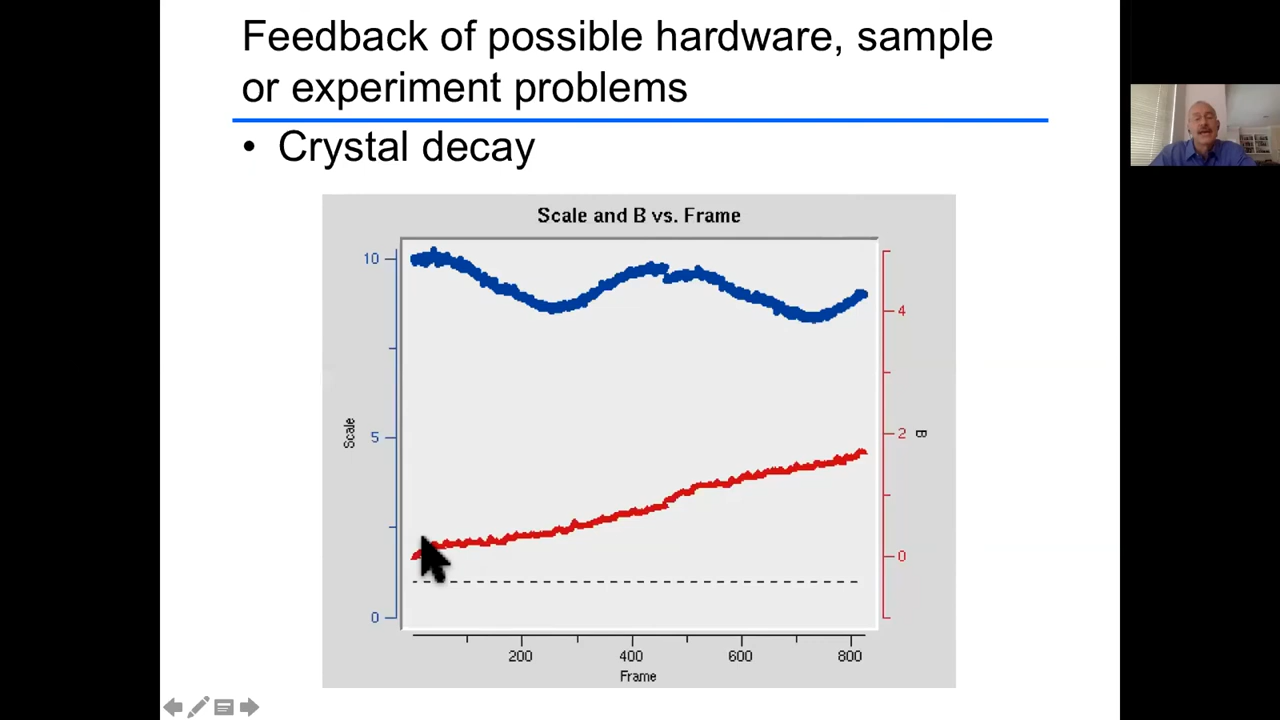 Feedback of possible hardware, sample
or experiment problems
• Crystal decay
Scale and B vs. Frame
10
5
0
Scale
4
2
0
B
200 400 600 800
Frame